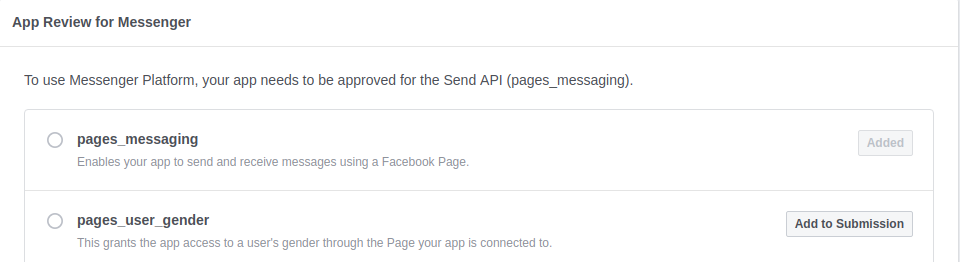 App Review for Messenger
To use Messenger Platform, your app needs to be approved for the Send API (pages_messaging).
pages_messaging
Added
Enables your app to send and receive messages using a Facebook Page.
pages_user_gender
Add to Submission
This grants the app access to a user's gender through the Page your app is connected to.